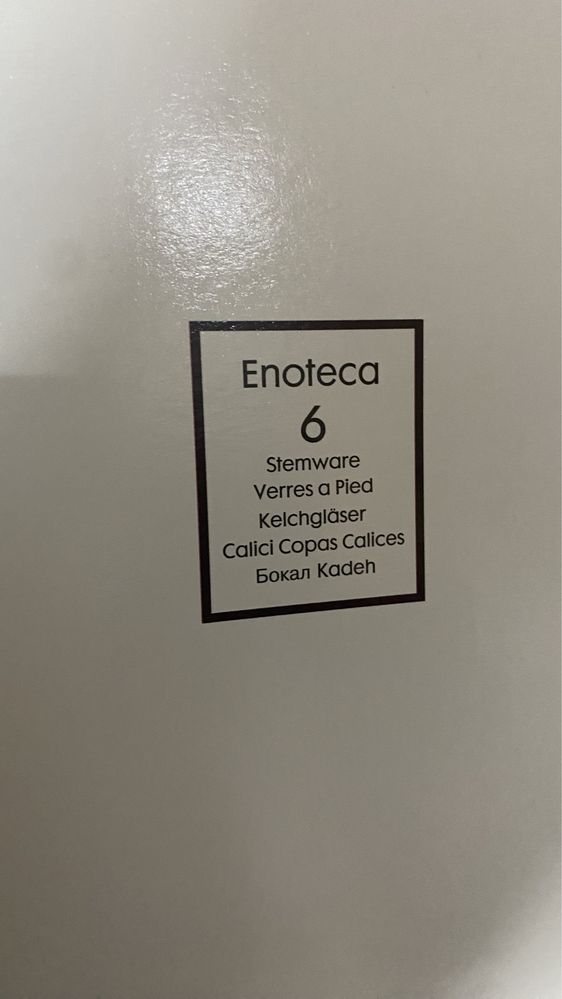 Enoteca
6
Stemware
Verres a Pied
Kelchgläser
Calici Copas Calices
Бокал Kadeh